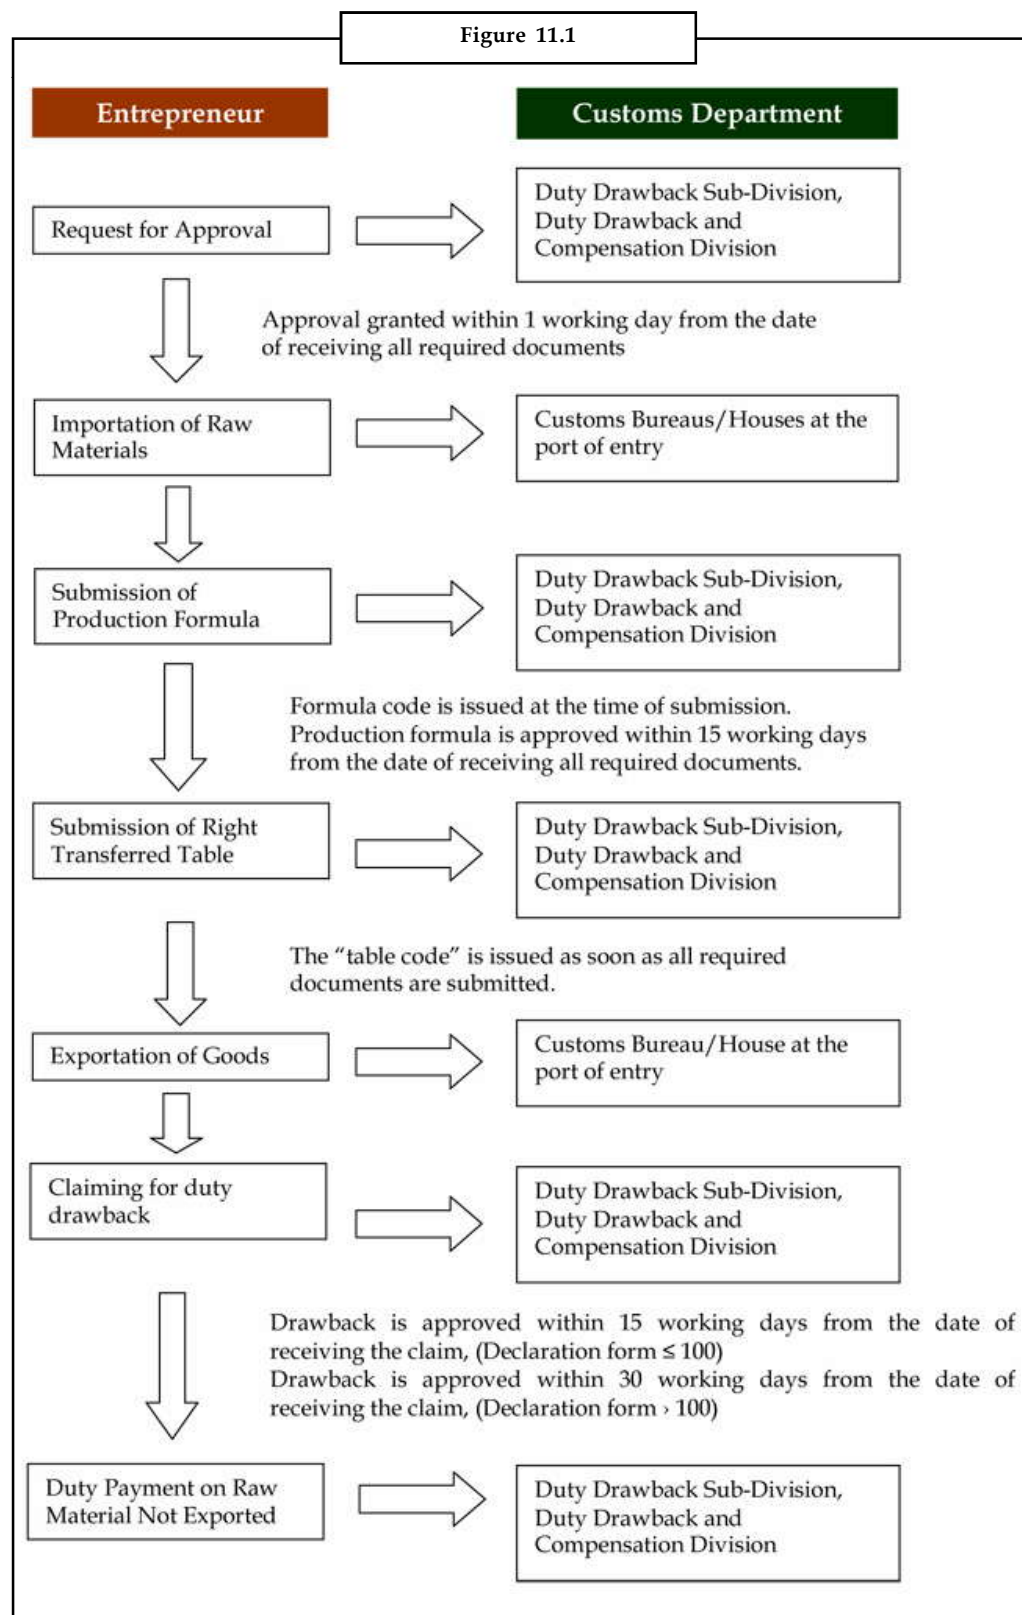 Figure 11.1
Entrepreneur
Customs Department
Request for Approval
Duty Drawback Sub-Division,
Duty Drawback and
Compensation Division
Approval granted within 1 working day from the date
of receiving all required documents
Importation of Raw
Materials
Customs Bureaus/Houses at the
port of entry
Submission of
Production Formula
Duty Drawback Sub-Division,
Duty Drawback and
Compensation Division
Formula code is issued at the time of submission.
Production formula is approved within 15 working days
from the date of receiving all required documents.
Submission of Right
Transferred Table
Duty Drawback Sub-Division,
Duty Drawback and
Compensation Division
The “table code” is issued as soon as all required
documents are submitted.
Exportation of Goods
Customs Bureau/House at the
port of entry
Claiming for duty
drawback
Duty Drawback Sub-Division,
Duty Drawback and
Compensation Division
Drawback is approved within 15 working days from the date of
receiving the claim, (Declaration form ≤ 100)
Drawback is approved within 30 working days from the date of
receiving the claim, (Declaration form › 100)
Duty Payment on Raw
Material Not Exported
Duty Drawback Sub-Division,
Duty Drawback and
Compensation Division